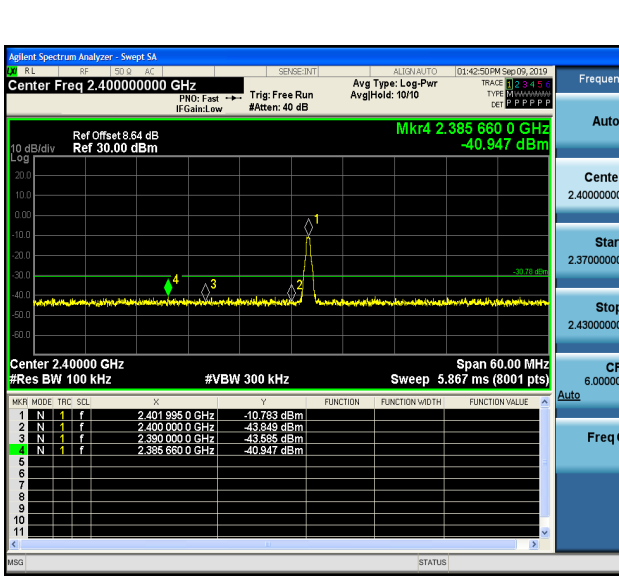 Agilent Spectrum Analyzer - Swept SA
LXI RL RF 50 Ω AC SENSE:INT ALIGNAUTO 01:42:50 PM Sep 09, 2019
Center Freq 2.400000000 GHz
PNO: Fast
IFGain:Low
Trig: Free Run
#Atten: 40 dB
Avg Type: Log-Pwr
Avg|Hold: 10/10
TRACE 1 2 3 4 5 6
TYPE M
DET P P P P P P
Mkr4 2.385 660 0 GHz
-40.947 dBm
Ref Offset 8.64 dB
10 dB/div Ref 30.00 dBm
Log
20.0
10.0
0.00
-10.0
-20.0
-30.0
-40.0
-50.0
-60.0
1
2
3
4
-30.78 dBm
Center 2.40000 GHz Span 60.00 MHz
#Res BW 100 kHz #VBW 300 kHz Sweep 5.867 ms (8001 pts)
MKR MODE TRC SCL X Y FUNCTION FUNCTION WIDTH FUNCTION VALUE
1 N 1 f 2.401 995 0 GHz -10.783 dBm
2 N 1 f 2.400 000 0 GHz -43.849 dBm
3 N 1 f 2.390 000 0 GHz -43.585 dBm
4 N 1 f 2.385 660 0 GHz -40.947 dBm
5
6
7
8
9
10
11
MSG STATUS
Frequen
Auto
Cente
2.40000000
Star
2.37000000
Stop
2.43000000
CF
6.00000
Auto
Freq